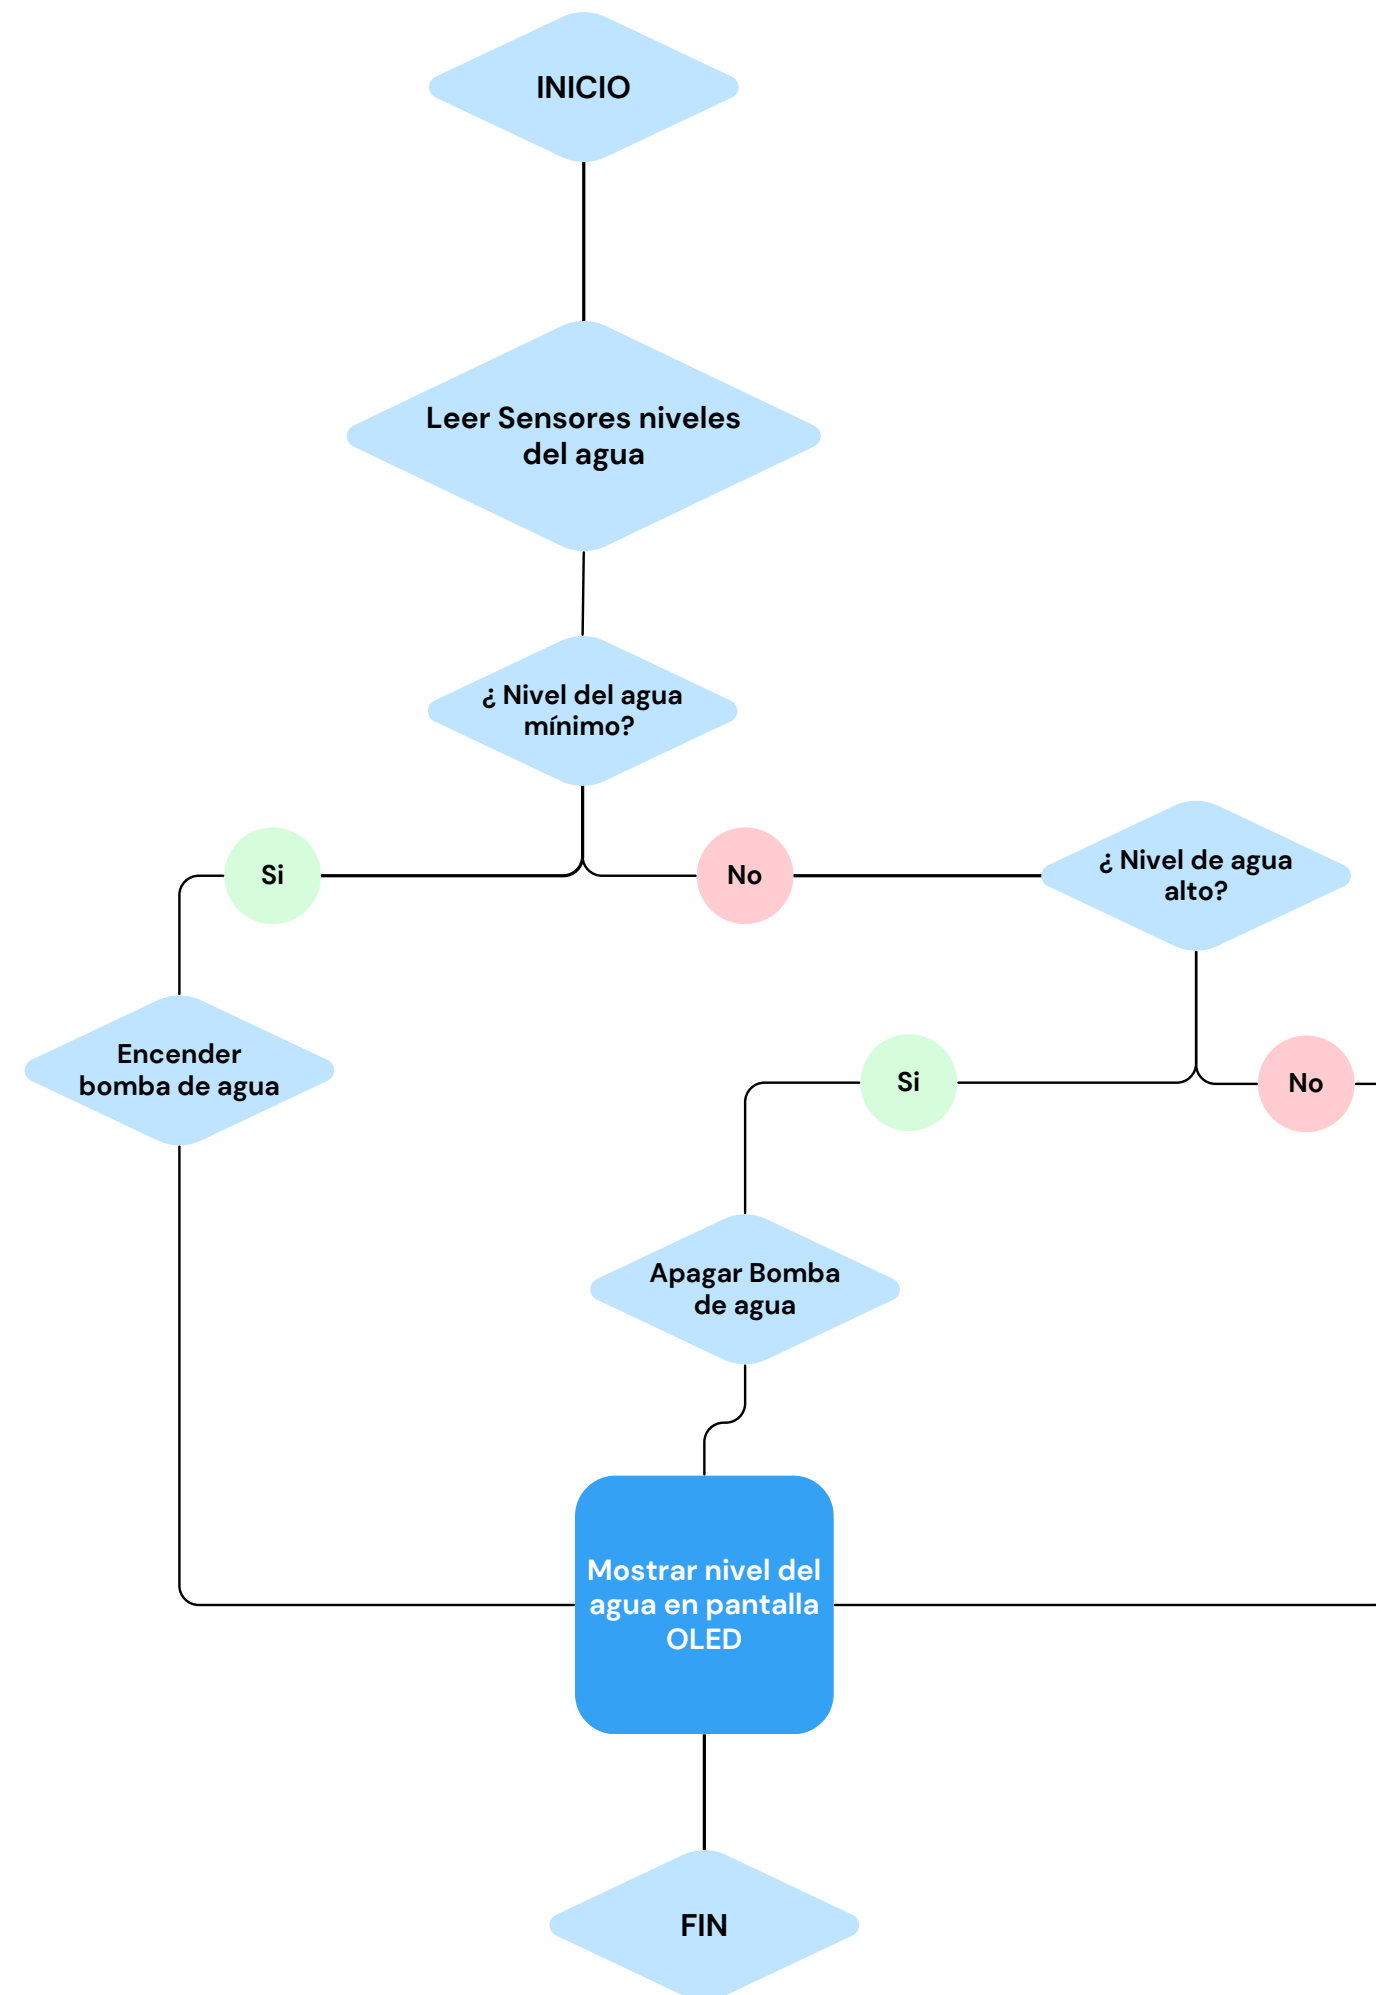 INICIO
Leer Sensores niveles
del agua
¿ Nivel del agua
mínimo?
Si
No
¿ Nivel de agua
alto?
Encender
bomba de agua
Si
No
Apagar Bomba
de agua
Mostrar nivel del
agua en pantalla
OLED
FIN